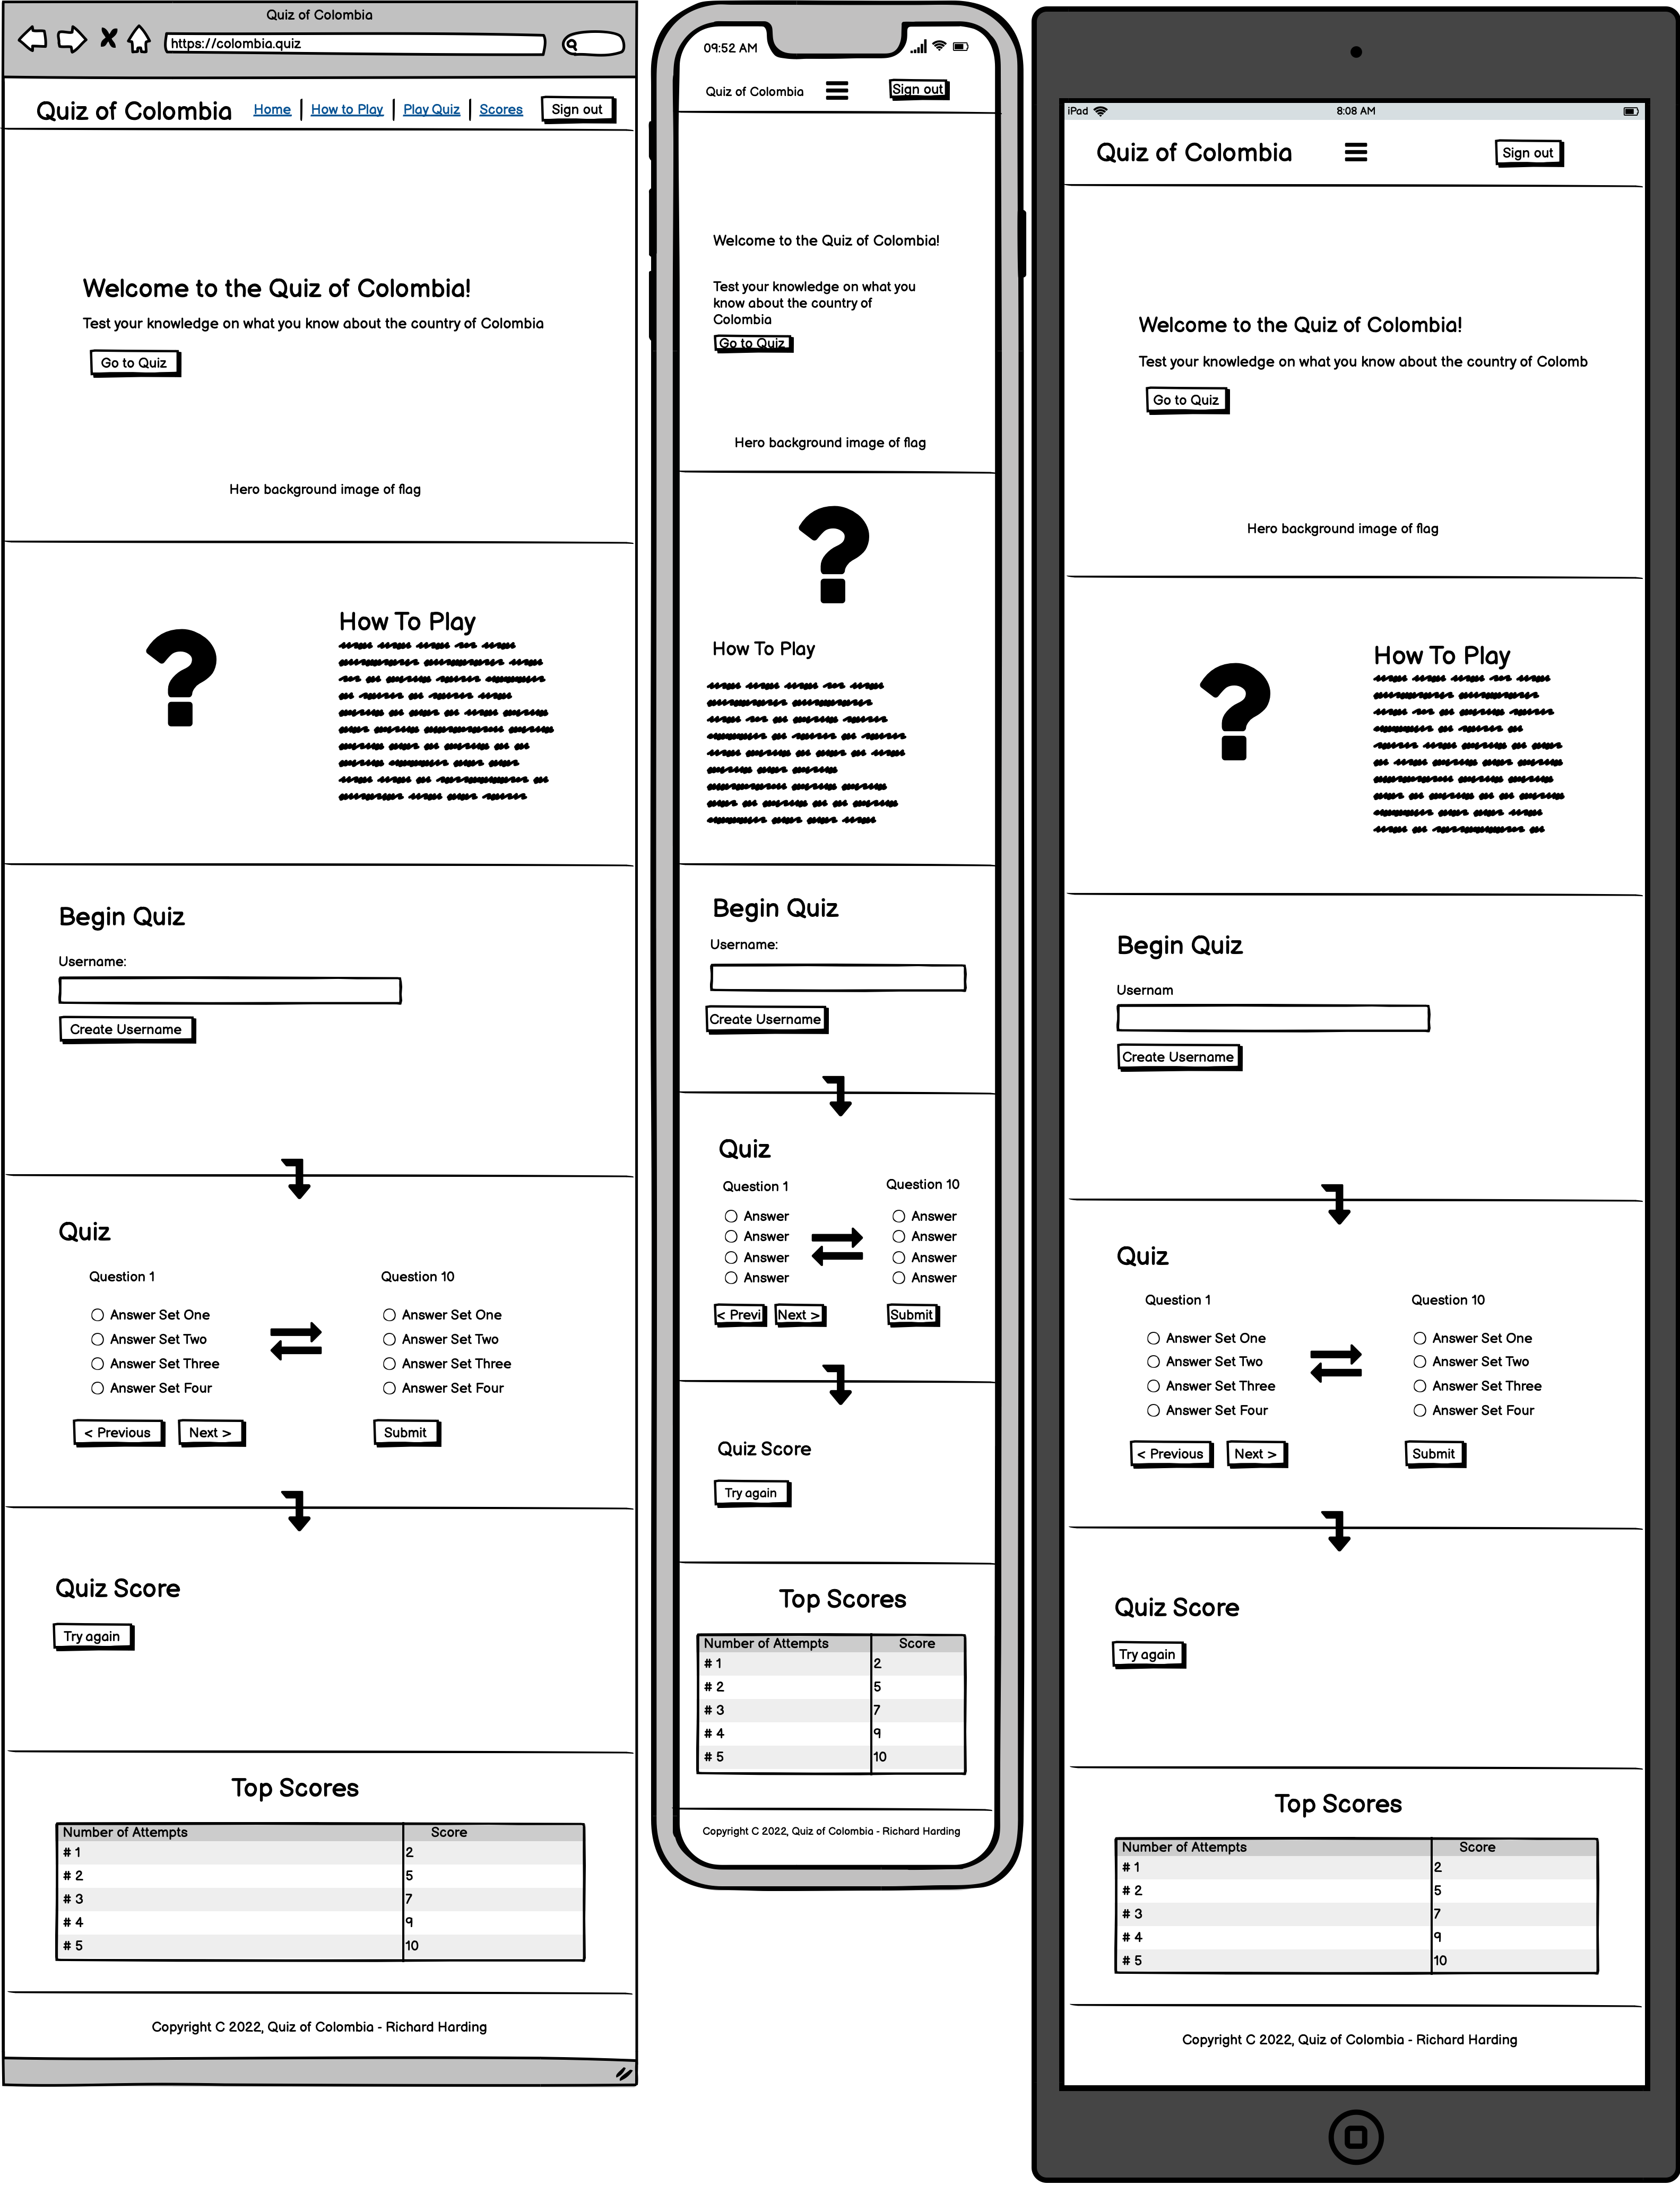 Quiz of Colombia
https://colombia.quiz
Quiz of Colombia Home How to Play Play Quiz Scores Sign out
Welcome to the Quiz of Colombia!
Test your knowledge on what you know about the country of Colombia
Go to Quiz
Hero background image of flag
?
How To Play
Begin Quiz
Username:
Create Username
Quiz
Question 1
Answer Set One
Answer Set Two
Answer Set Three
Answer Set Four
< Previous Next >
Question 10
Answer Set One
Answer Set Two
Answer Set Three
Answer Set Four
Submit
Quiz Score
Try again
Top Scores
Number of Attempts Score
# 1 2
# 2 5
# 3 7
# 4 9
# 5 10
Copyright C 2022, Quiz of Colombia - Richard Harding
09:52 AM
Quiz of Colombia Sign out
Welcome to the Quiz of Colombia!
Test your knowledge on what you
know about the country of
Colombia
Go to Quiz
Hero background image of flag
?
How To Play
Begin Quiz
Username:
Create Username
Quiz
Question 1
Answer
Answer
Answer
Answer
< Previ Next >
Question 10
Answer
Answer
Answer
Answer
Submit
Quiz Score
Try again
Top Scores
Number of Attempts Score
# 1 2
# 2 5
# 3 7
# 4 9
# 5 10
Copyright C 2022, Quiz of Colombia - Richard Harding
iPad 8:08 AM
Quiz of Colombia Sign out
Welcome to the Quiz of Colombia!
Test your knowledge on what you know about the country of Colomb
Go to Quiz
Hero background image of flag
?
How To Play
Begin Quiz
Usernam
Create Username
Quiz
Question 1
Answer Set One
Answer Set Two
Answer Set Three
Answer Set Four
< Previous Next >
Question 10
Answer Set One
Answer Set Two
Answer Set Three
Answer Set Four
Submit
Quiz Score
Try again
Top Scores
Number of Attempts Score
# 1 2
# 2 5
# 3 7
# 4 9
# 5 10
Copyright C 2022, Quiz of Colombia - Richard Harding